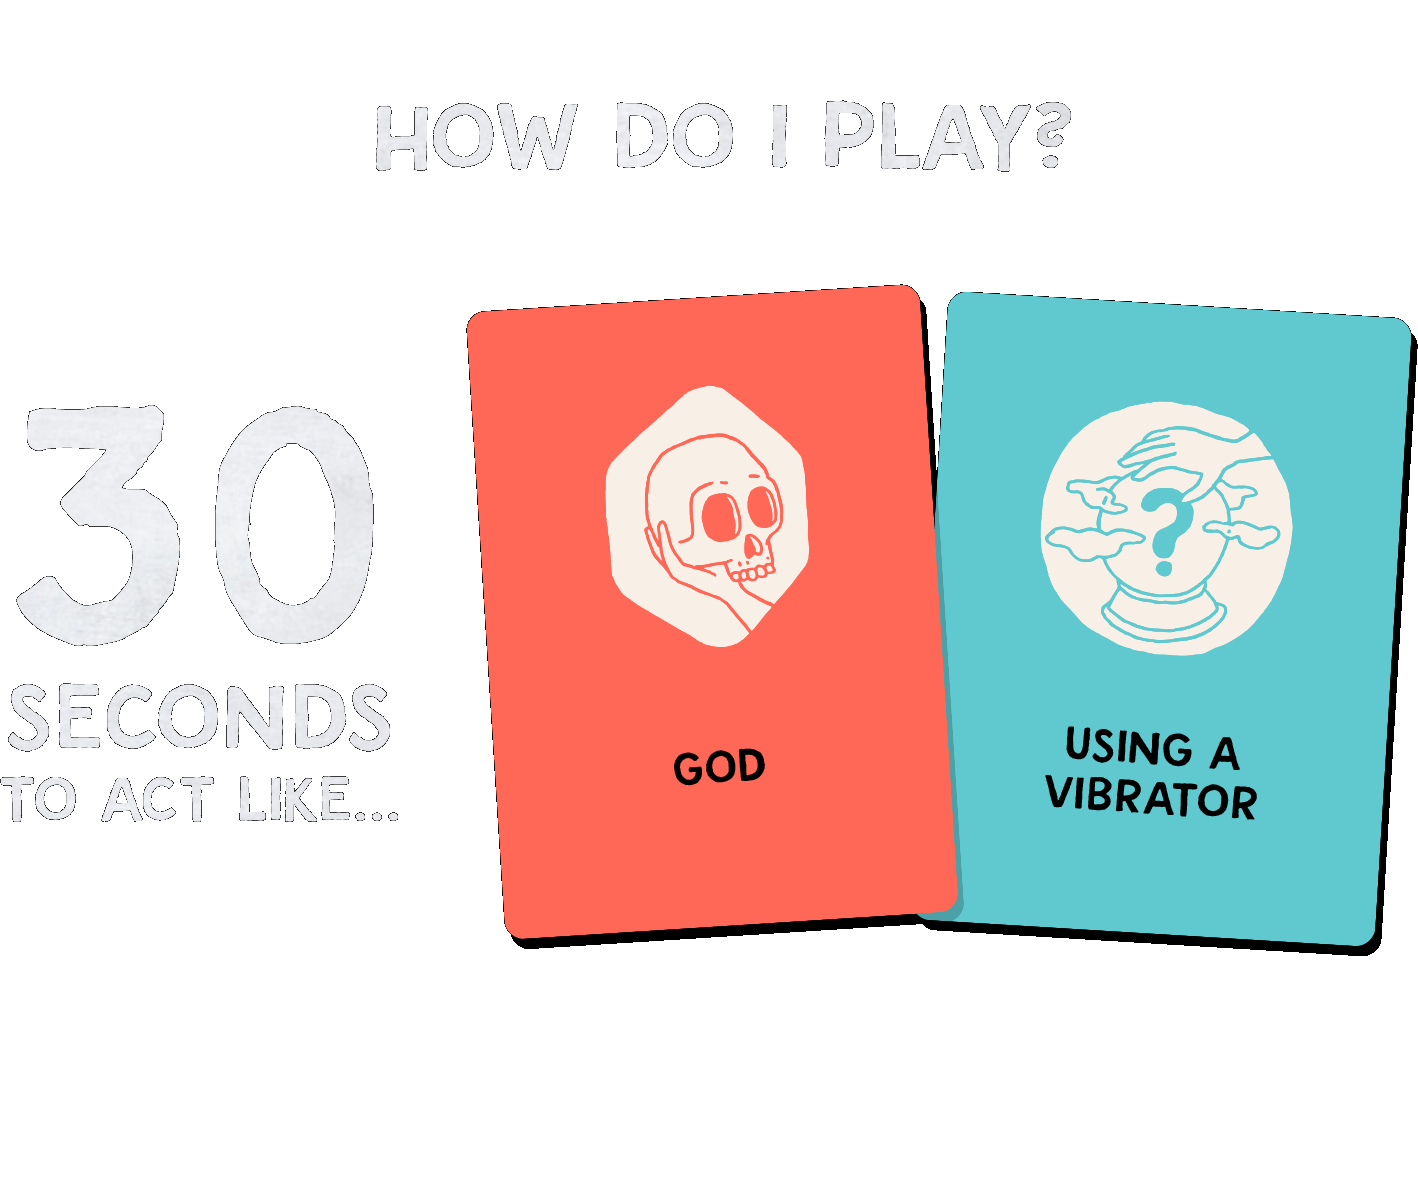 HOW DO I PLAY?
30
SECONDS
TO ACT LIKE...
GOD
?
USING A
VIBRATOR